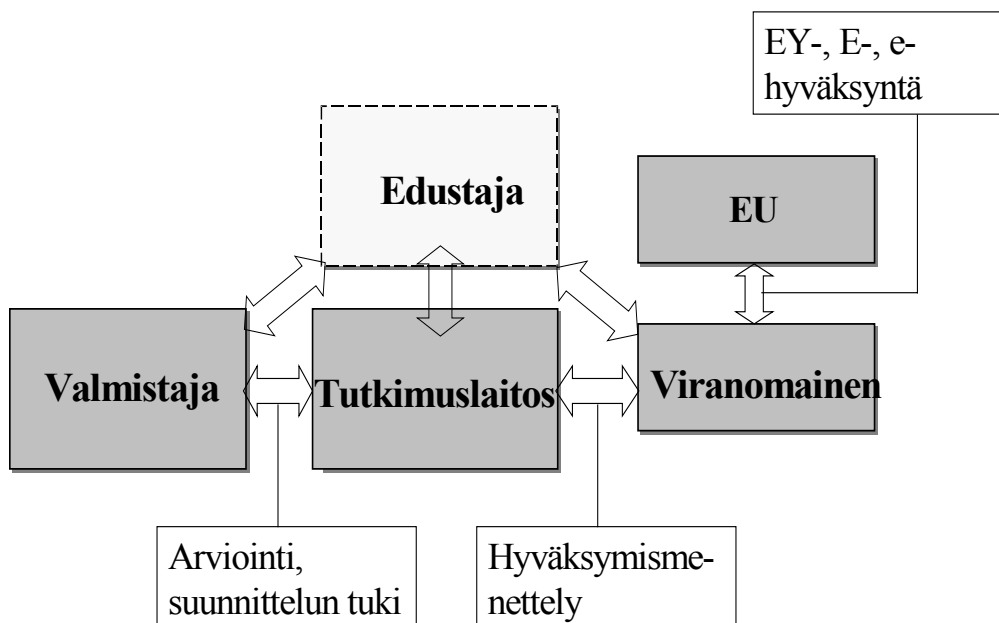 EY-, E-, e-
hyväksyntä
Edustaja
EU
Valmistaja
Tutkimuslaitos
Viranomainen
Arviointi,
suunnittelun tuki
Hyväksymisme-
nettely